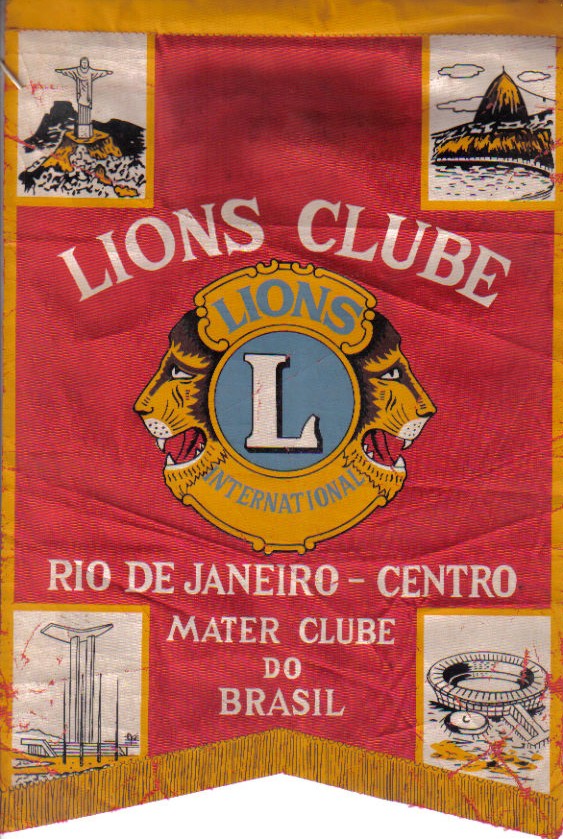 LIONS CLUBE
LIONS
L
INTERNATIONAL
RIO DE JANEIRO – CENTRO
MATER CLUBE
DO
BRASIL